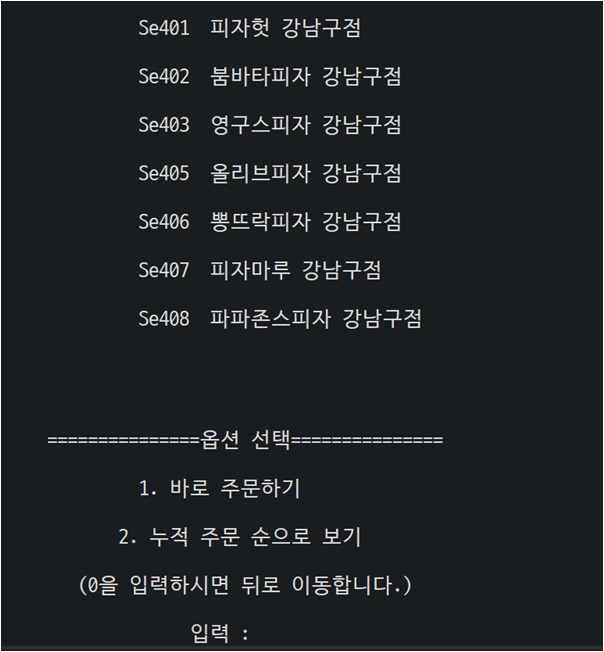 Se401 피자헛 강남구점
Se402 붐바타피자 강남구점
Se403 영구스피자 강남구점
Se405 올리브피자 강남구점
Se406 뽕뜨락피자 강남구점
Se407 피자마루 강남구점
Se408 파파존스피자 강남구점
===============옵션 선택===============
1. 바로 주문하기
2. 누적 주문 순으로 보기
(0을 입력하시면 뒤로 이동합니다.)
입력 :